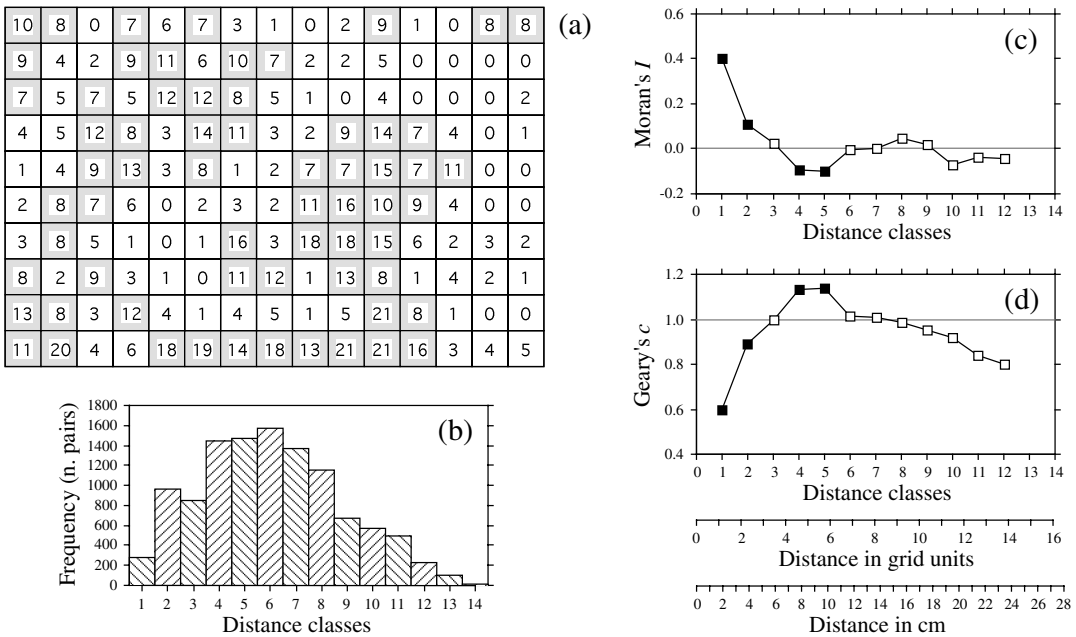 10 8 0 7 6 7 3 1 0 2 9 1 0 8 8
(a)
9 4 2 9 11 6 10 7 2 2 5 0 0 0 0
7 5 7 5 12 12 8 5 1 0 4 0 0 0 2
4 5 12 8 3 14 11 3 2 9 14 7 4 0 1
1 4 9 13 3 8 1 2 7 7 15 7 11 0 0
2 8 7 6 0 2 3 2 11 16 10 9 4 0 0
3 8 5 1 0 1 16 3 18 18 15 6 2 3 2
8 2 9 3 1 0 11 12 1 13 8 1 4 2 1
13 8 3 12 4 1 4 5 1 5 21 8 1 0 0
11 20 4 6 18 19 14 18 13 21 21 16 3 4 5
(b)
Frequency (n. pairs)
1800
1600
1400
1200
1000
800
600
400
200
0
1 2 3 4 5 6 7 8 9 10 11 12 13 14
Distance classes
(c)
Moran's I
0.6
0.4
0.2
0.0
-0.2
0 1 2 3 4 5 6 7 8 9 10 11 12 13 14
Distance classes
(d)
Geary's c
1.2
1.0
0.8
0.6
0.4
0 1 2 3 4 5 6 7 8 9 10 11 12 13 14
Distance classes
0 2 4 6 8 10 12 14 16
Distance in grid units
0 2 4 6 8 10 12 14 16 18 20 22 24 26 28
Distance in cm